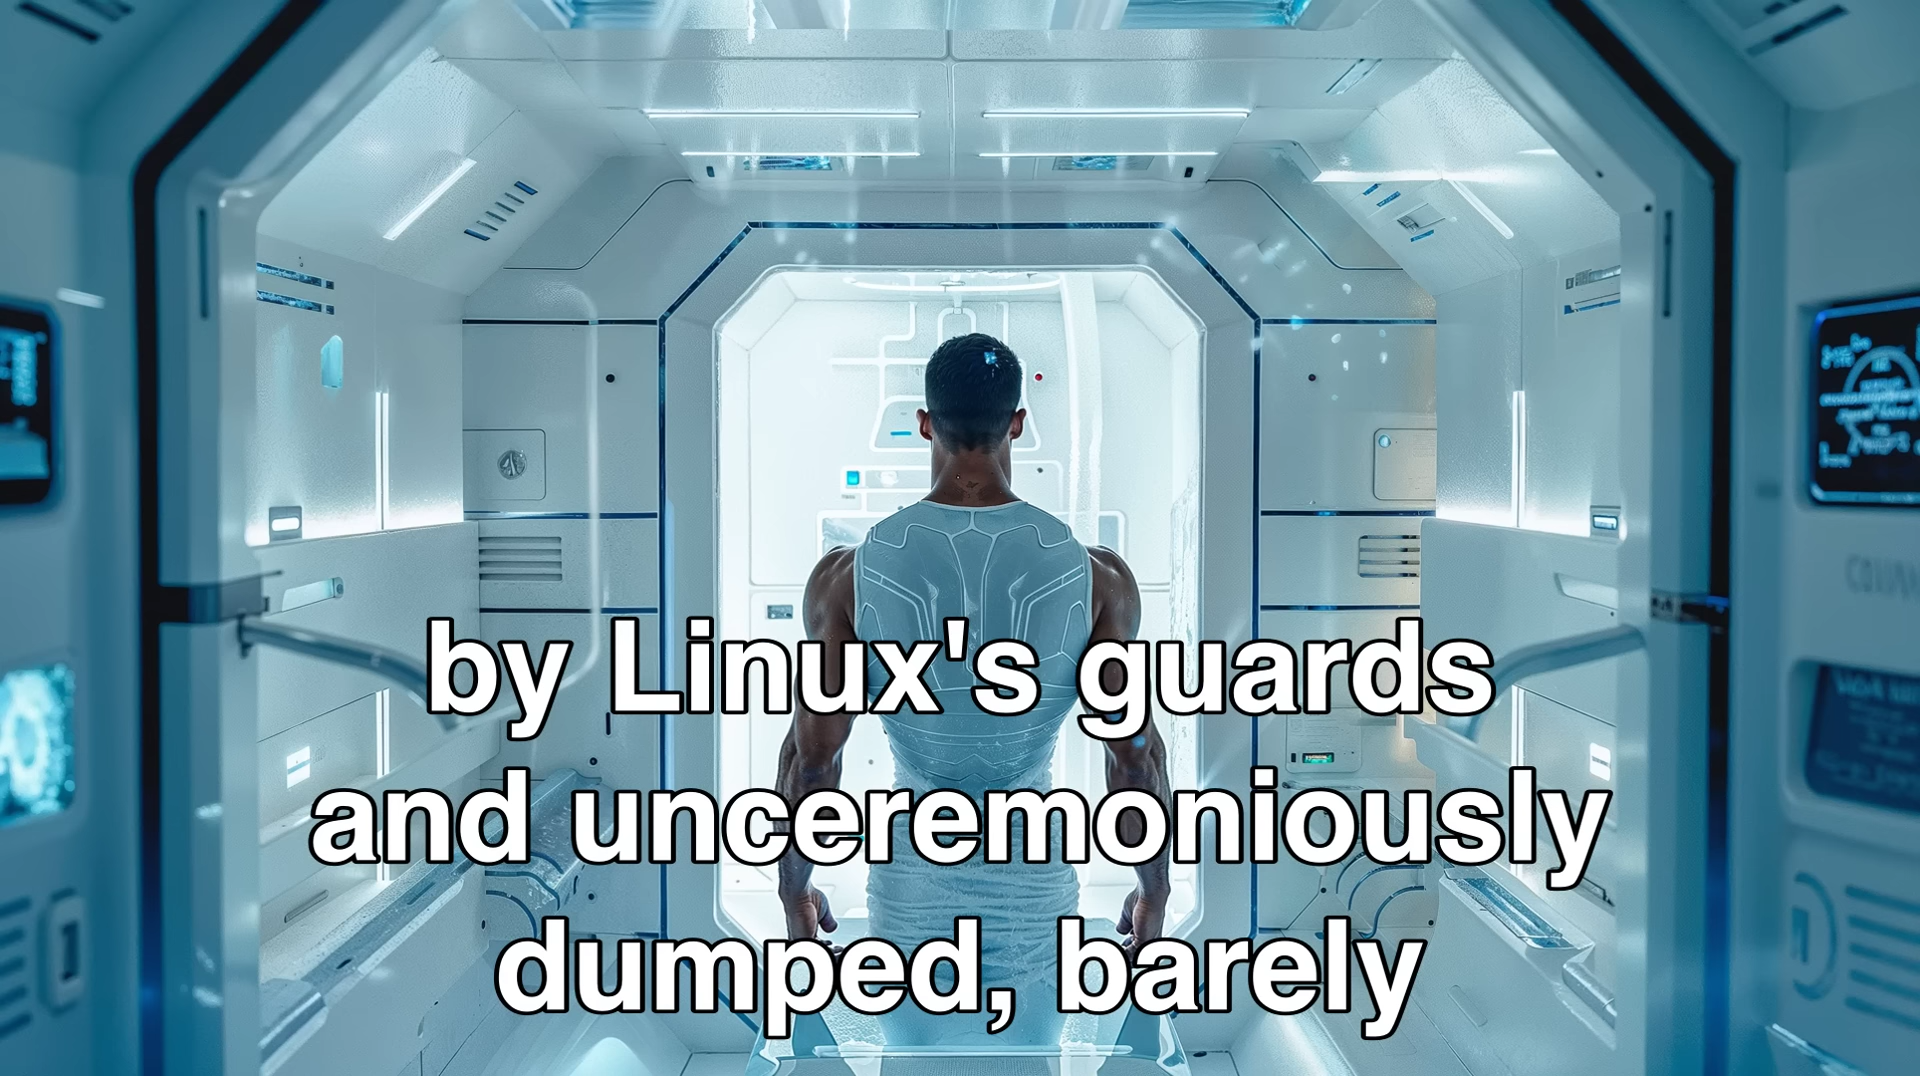 by Linux's guards
and unceremoniously
dumped, barely